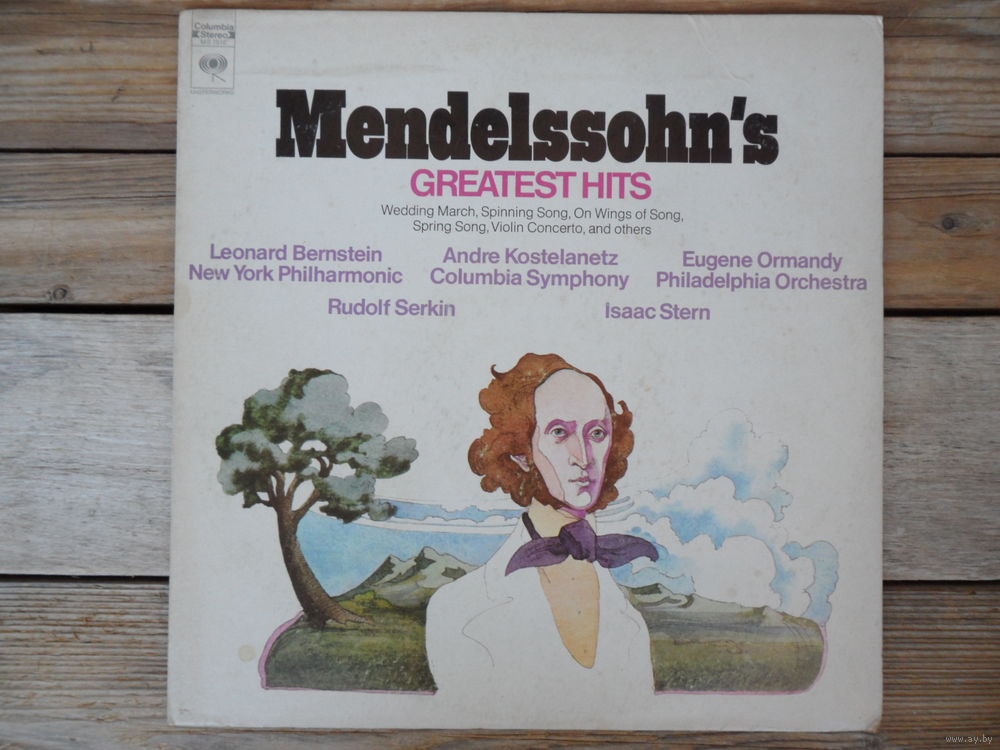 Columbia
Stereo
MASTERWORKS
Mendelssohn's
GREATEST HITS
Wedding March, Spinning Song, On Wings of Song,
Spring Song, Violin Concerto, and others
Leonard Bernstein
New York Philharmonic
Andre Kostelanetz
Columbia Symphony
Eugene Ormandy
Philadelphia Orchestra
Rudolf Serkin
Isaac Stern
www.ay.by